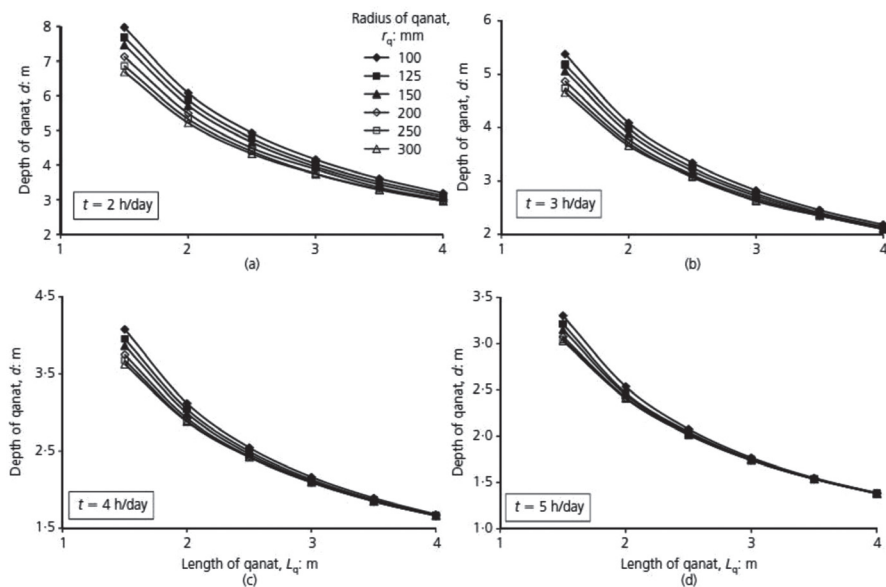 Radius of qanat,
r_q: mm
100
125
150
200
250
300
Depth of qanat, d: m
8
7
6
5
4
3
2
t = 2 h/day
1 2 3 4
(a)
Depth of qanat, d: m
6
5
4
3
2
t = 3 h/day
1 2 3 4
(b)
Depth of qanat, d: m
4·5
3·5
2·5
1·5
t = 4 h/day
1 2 3 4
Length of qanat, L_q: m
(c)
Depth of qanat, d: m
3·5
3·0
2·5
2·0
1·5
1·0
t = 5 h/day
1 2 3 4
Length of qanat, L_q: m
(d)